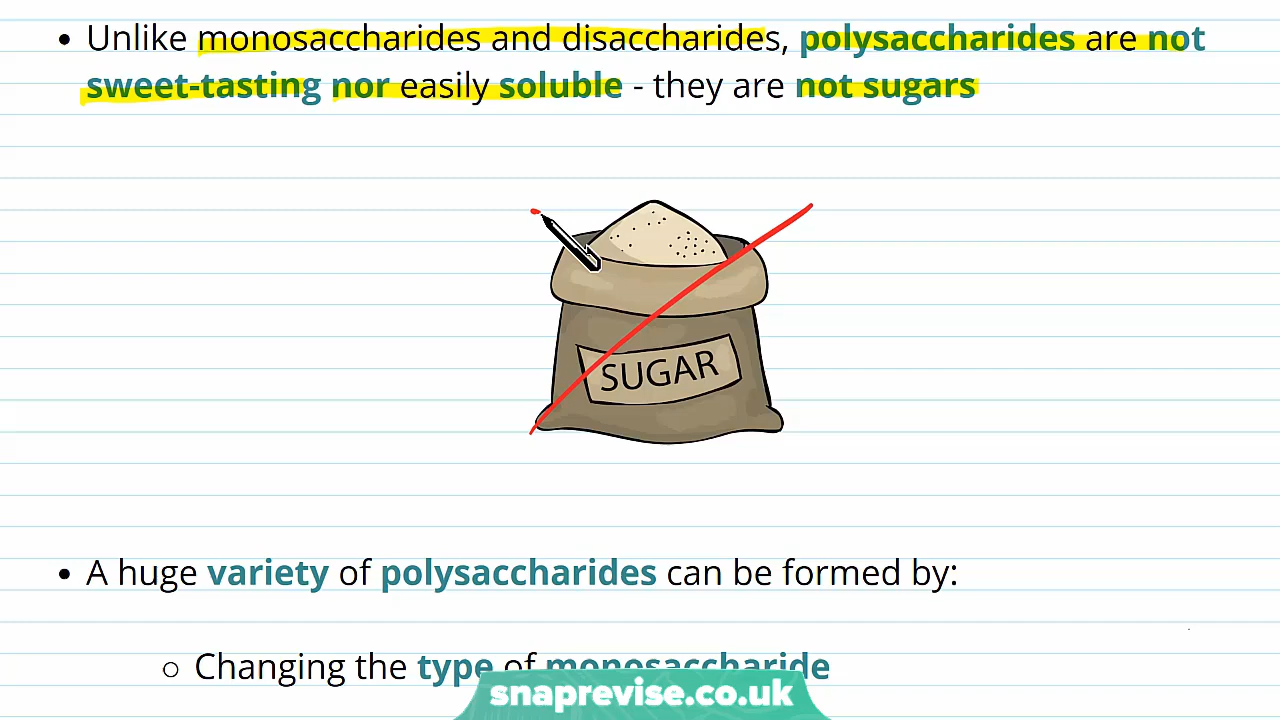 • Unlike monosaccharides and disaccharides, polysaccharides are not
sweet-tasting nor easily soluble - they are not sugars
SUGAR
• A huge variety of polysaccharides can be formed by:
○ Changing the type of monosaccharide
snaprevise.co.uk